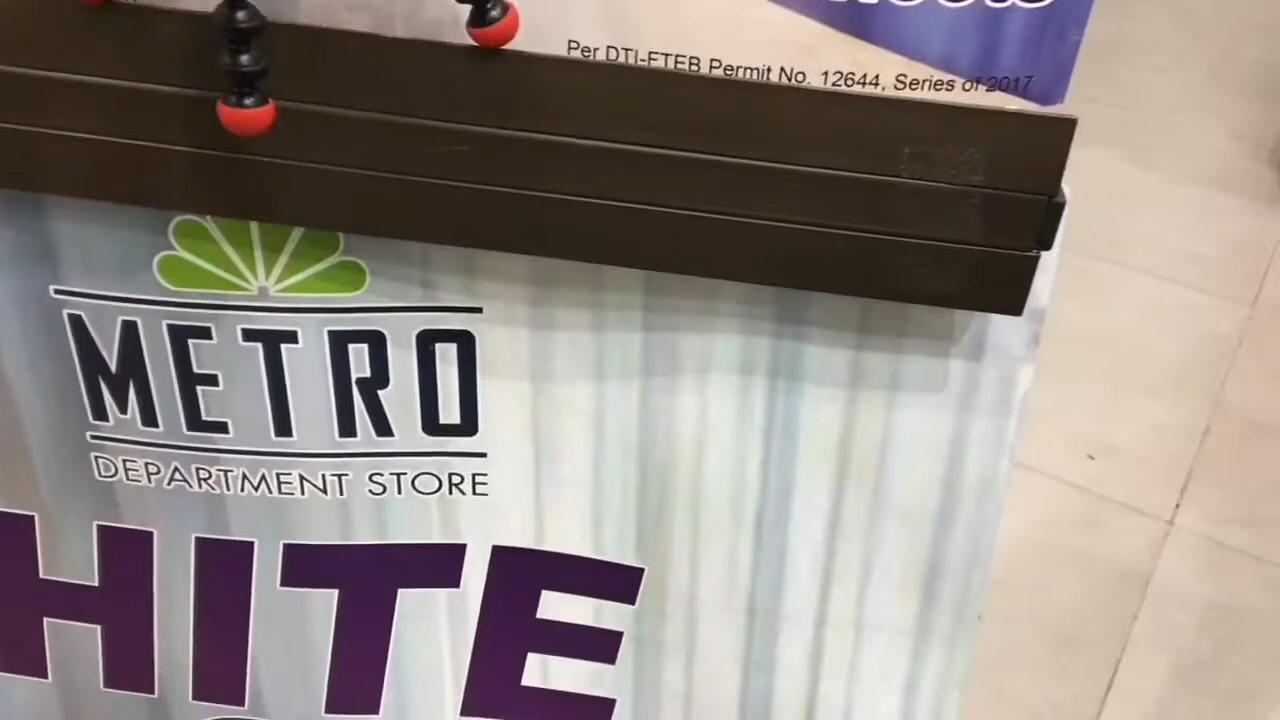 Per DTI-FTEB Permit No. 12644, Series of 2017
METRO
DEPARTMENT STORE
HITE